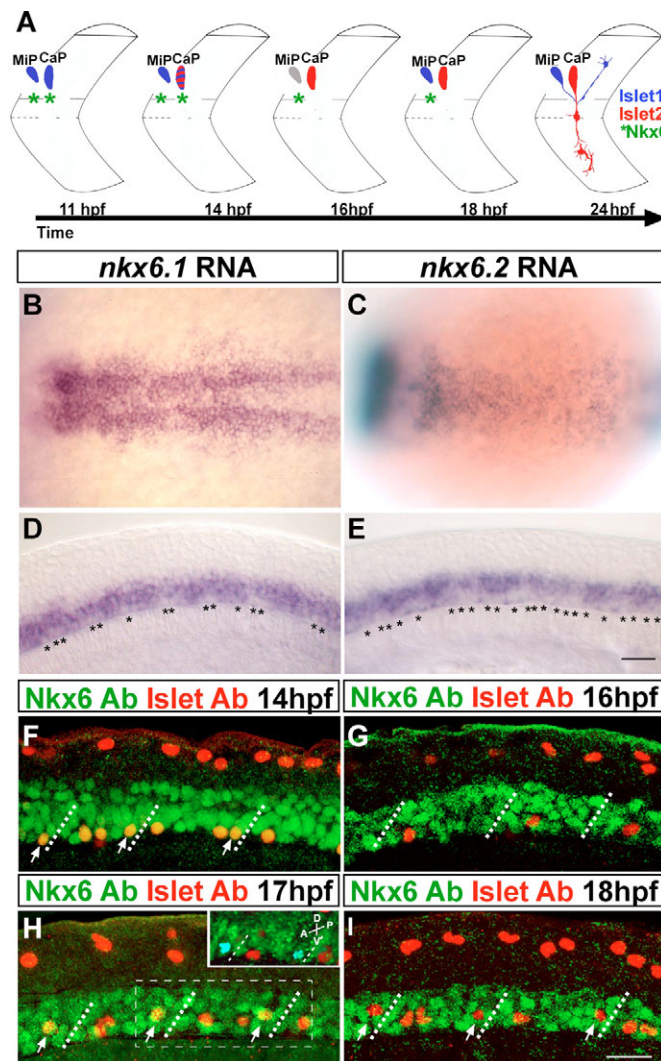 A
MiP CaP MiP CaP MiP CaP MiP CaP MiP CaP
* * * * * *
Islet1
Islet2
*Nkx6
11 hpf 14 hpf 16hpf 18 hpf 24hpf
Time
nkx6.1 RNA nkx6.2 RNA
B C
D E
* * * * * * * * * * * * *
* * * * * * * * * * * * * * * * * * * *
Nkx6 Ab Islet Ab 14hpf Nkx6 Ab Islet Ab 16hpf
F G
Nkx6 Ab Islet Ab 17hpf Nkx6 Ab Islet Ab 18hpf
H I
D
A P
V